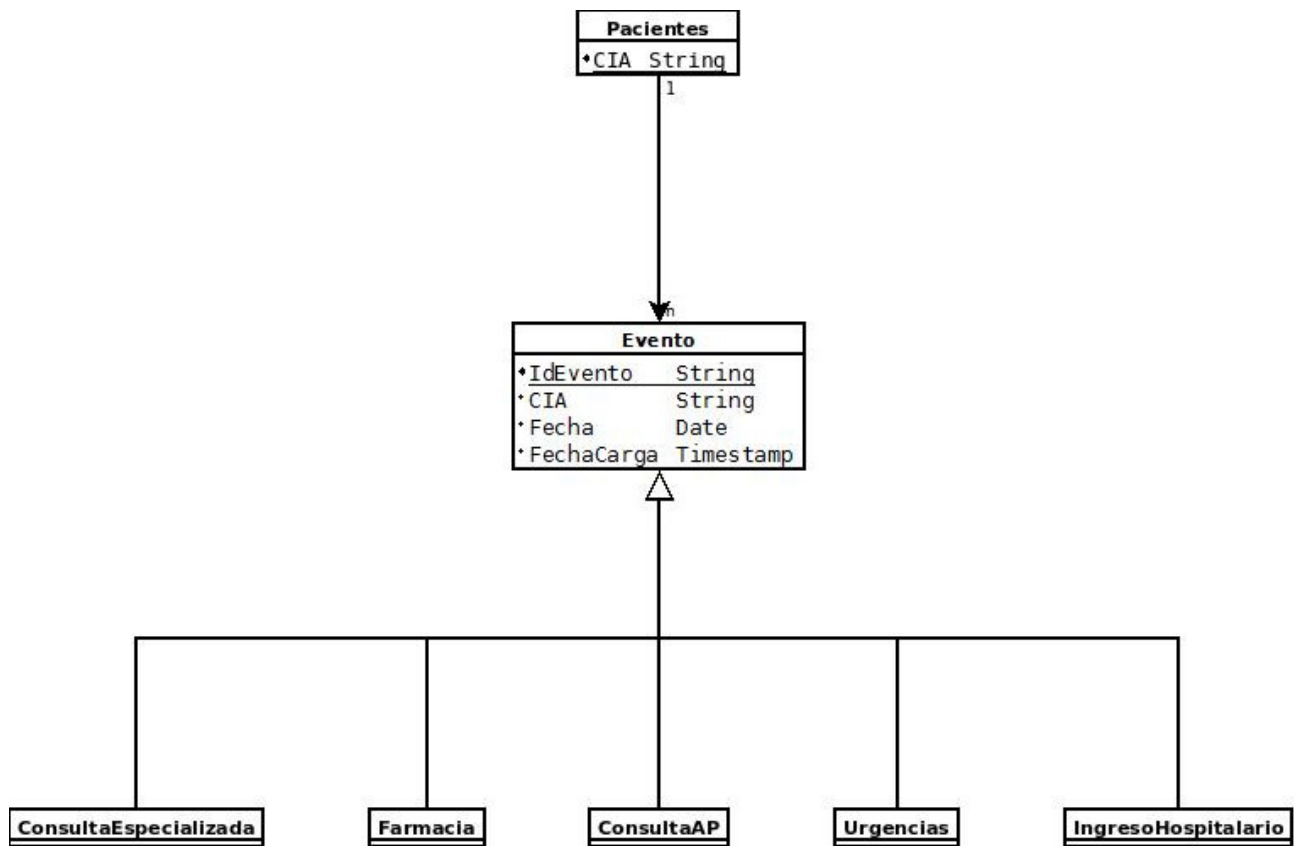 Pacientes
CIA String
1
n
Evento
IdEvento String
CIA String
Fecha Date
FechaCarga Timestamp
ConsultaEspecializada Farmacia ConsultaAP Urgencias IngresoHospitalario